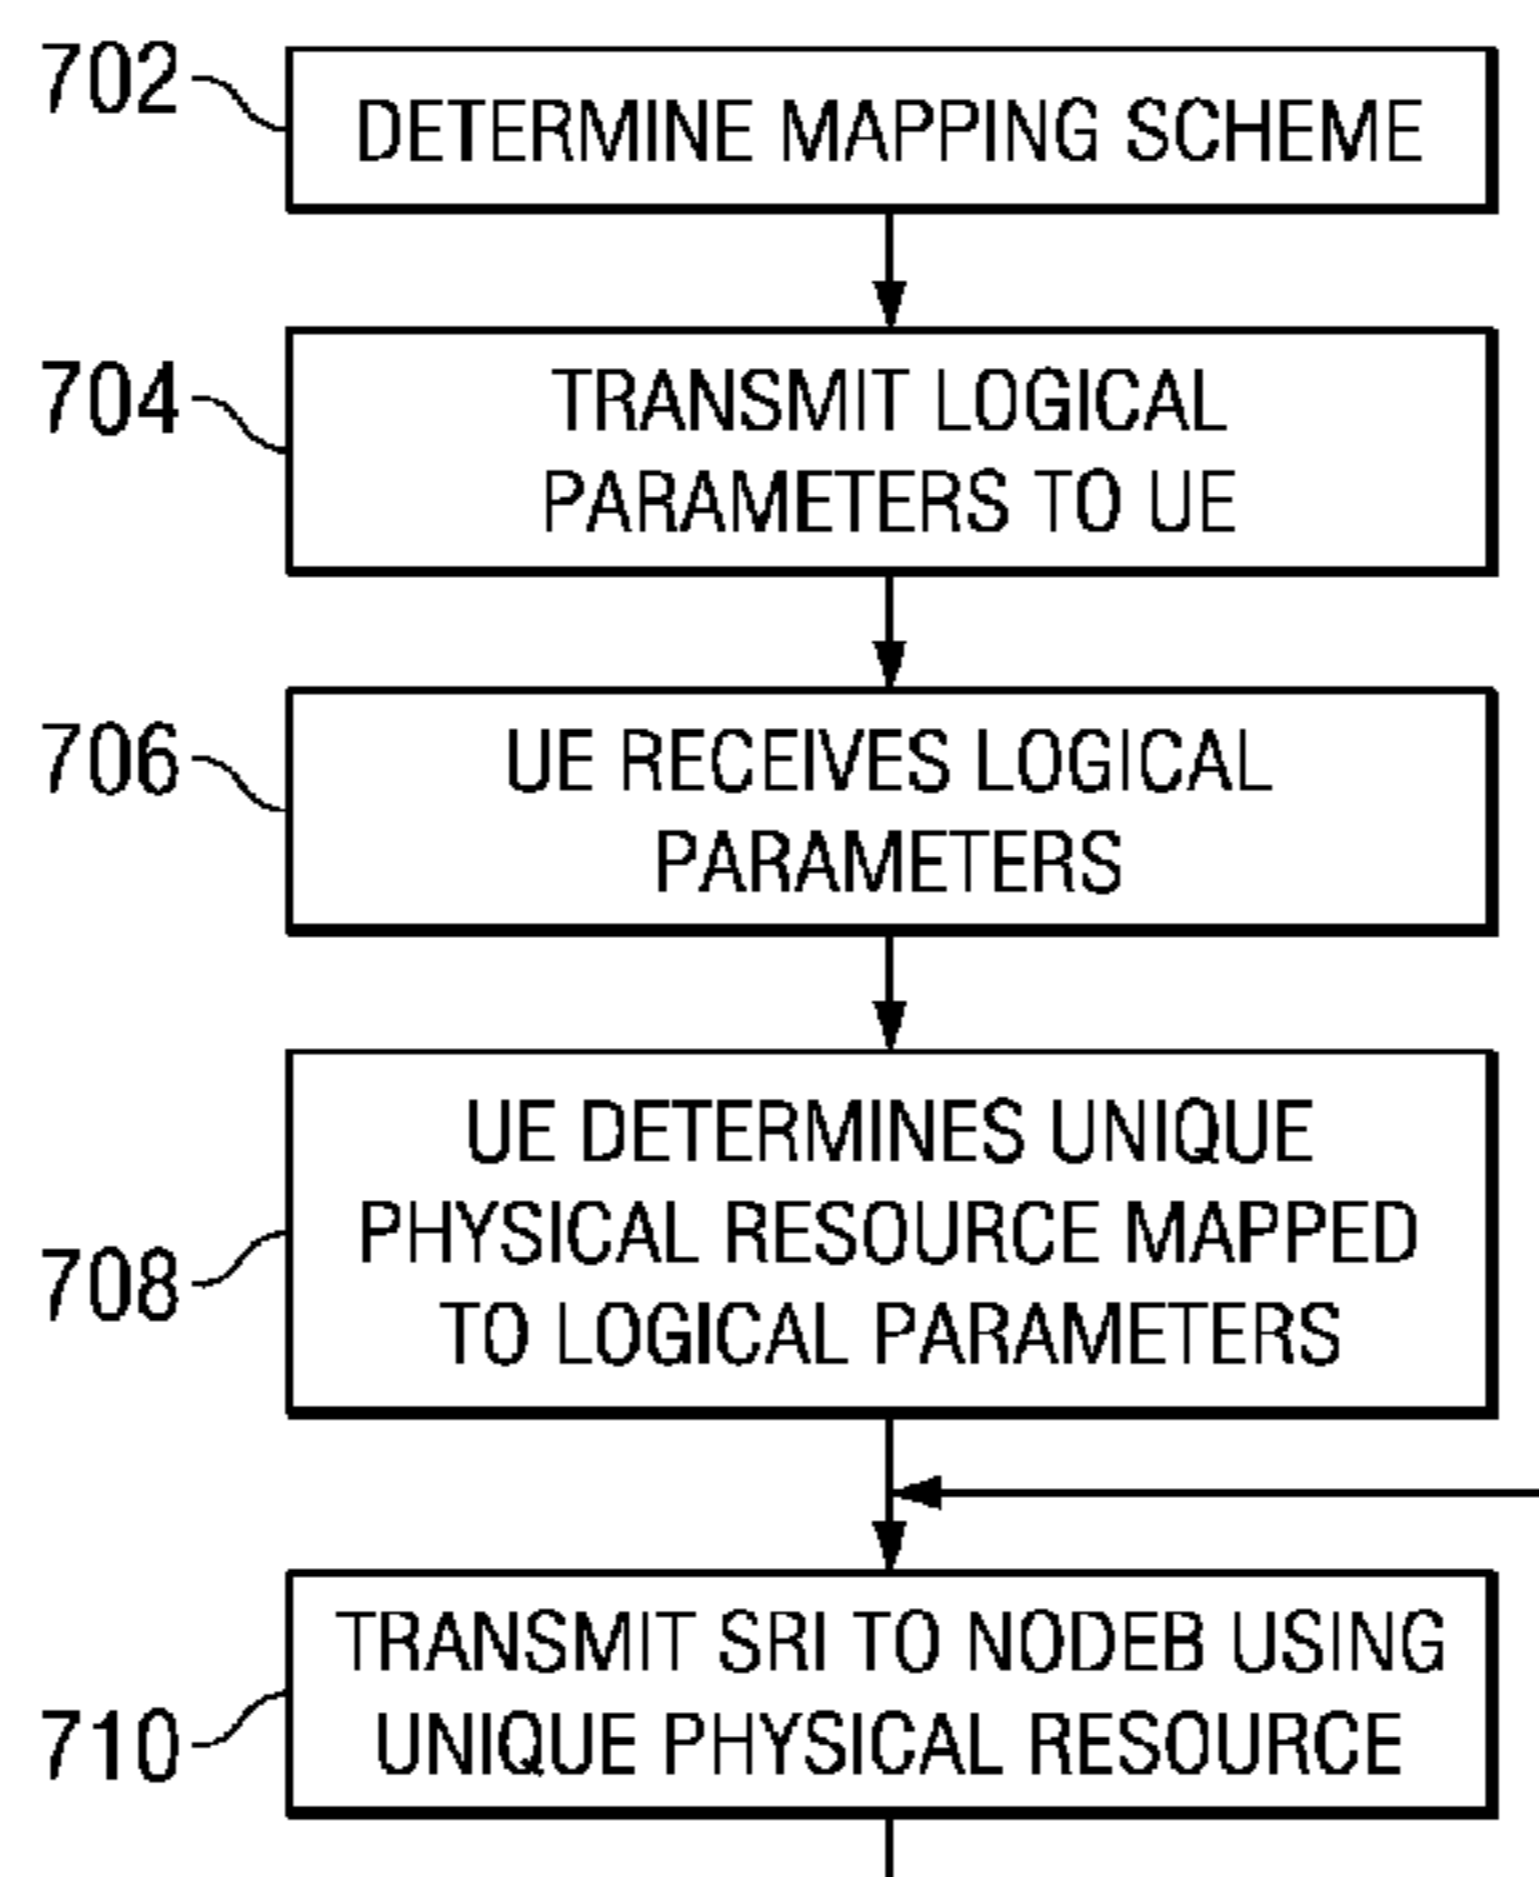 702
DETERMINE MAPPING SCHEME
704
TRANSMIT LOGICAL
PARAMETERS TO UE
706
UE RECEIVES LOGICAL
PARAMETERS
708
UE DETERMINES UNIQUE
PHYSICAL RESOURCE MAPPED
TO LOGICAL PARAMETERS
710
TRANSMIT SRI TO NODEB USING
UNIQUE PHYSICAL RESOURCE